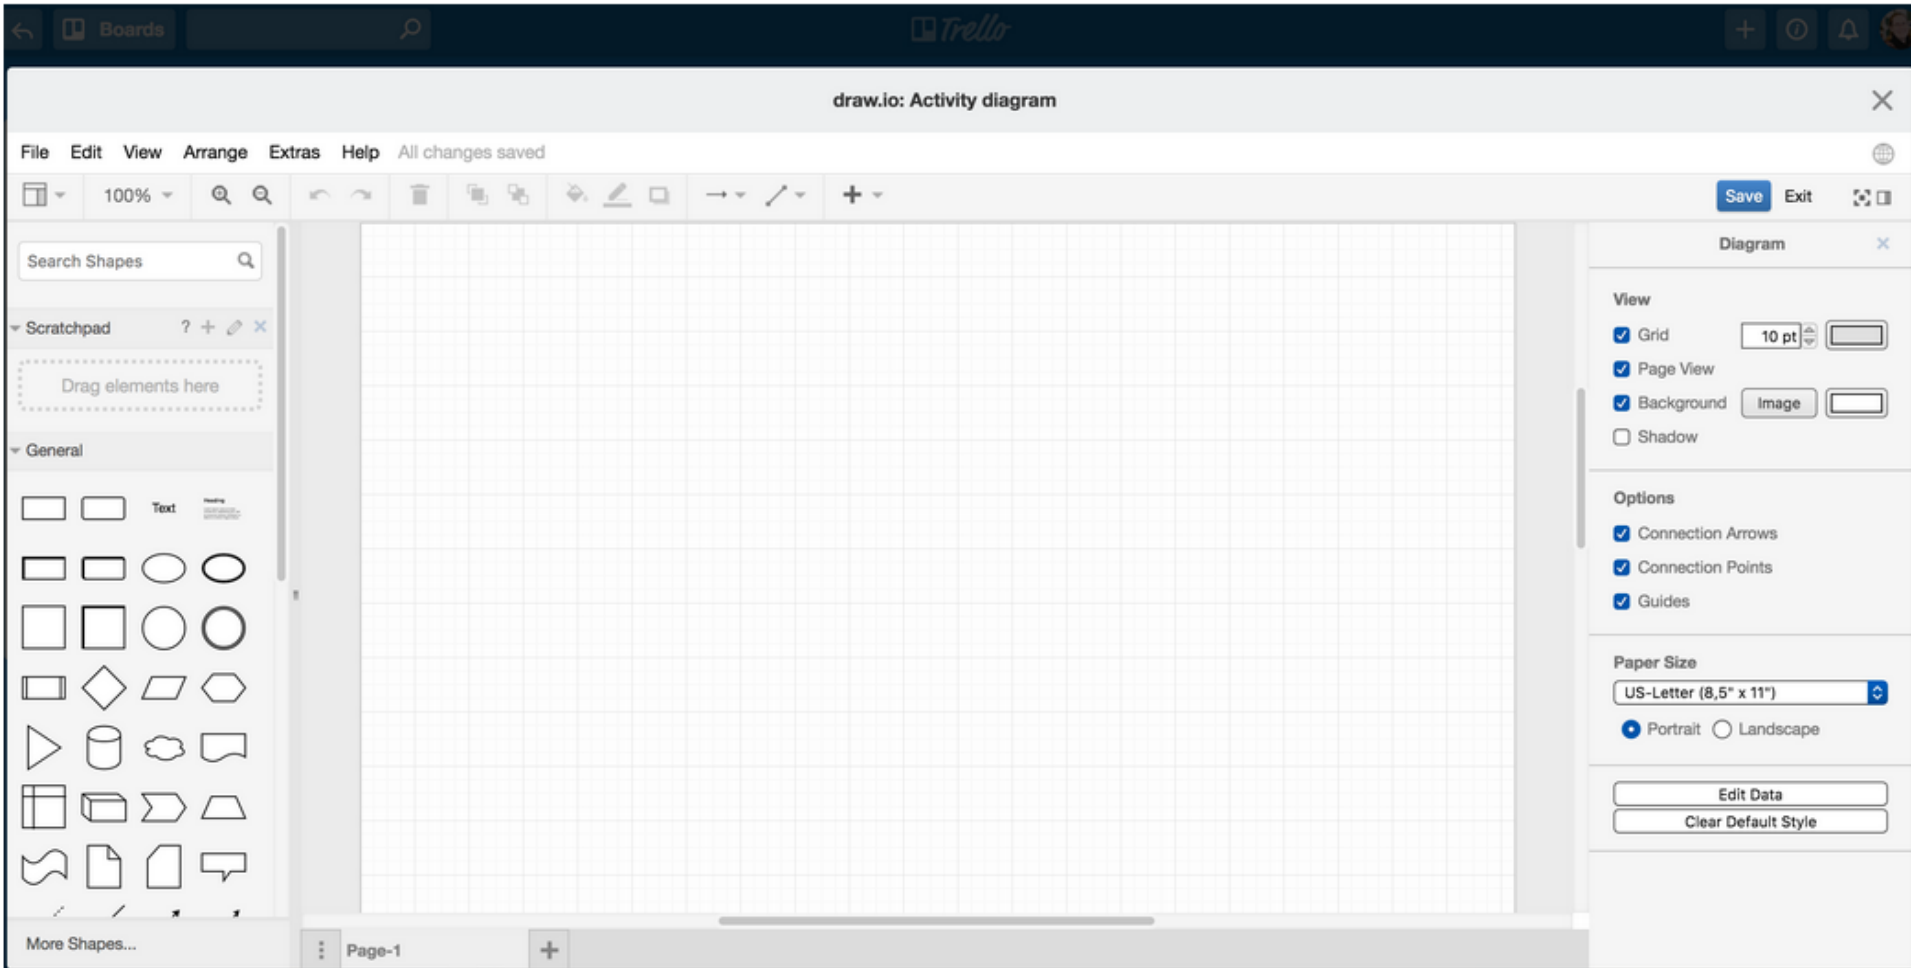 Boards
Trello
draw.io: Activity diagram
File Edit View Arrange Extras Help All changes saved
100%
Save Exit
Search Shapes
Diagram
View
Scratchpad ?
Grid 10 pt
Page View
Drag elements here
Background Image
Shadow
General
Options
Text
Heading
Connection Arrows
Connection Points
Guides
Paper Size
US-Letter (8,5" x 11")
Portrait Landscape
Edit Data
Clear Default Style
More Shapes...
Page-1